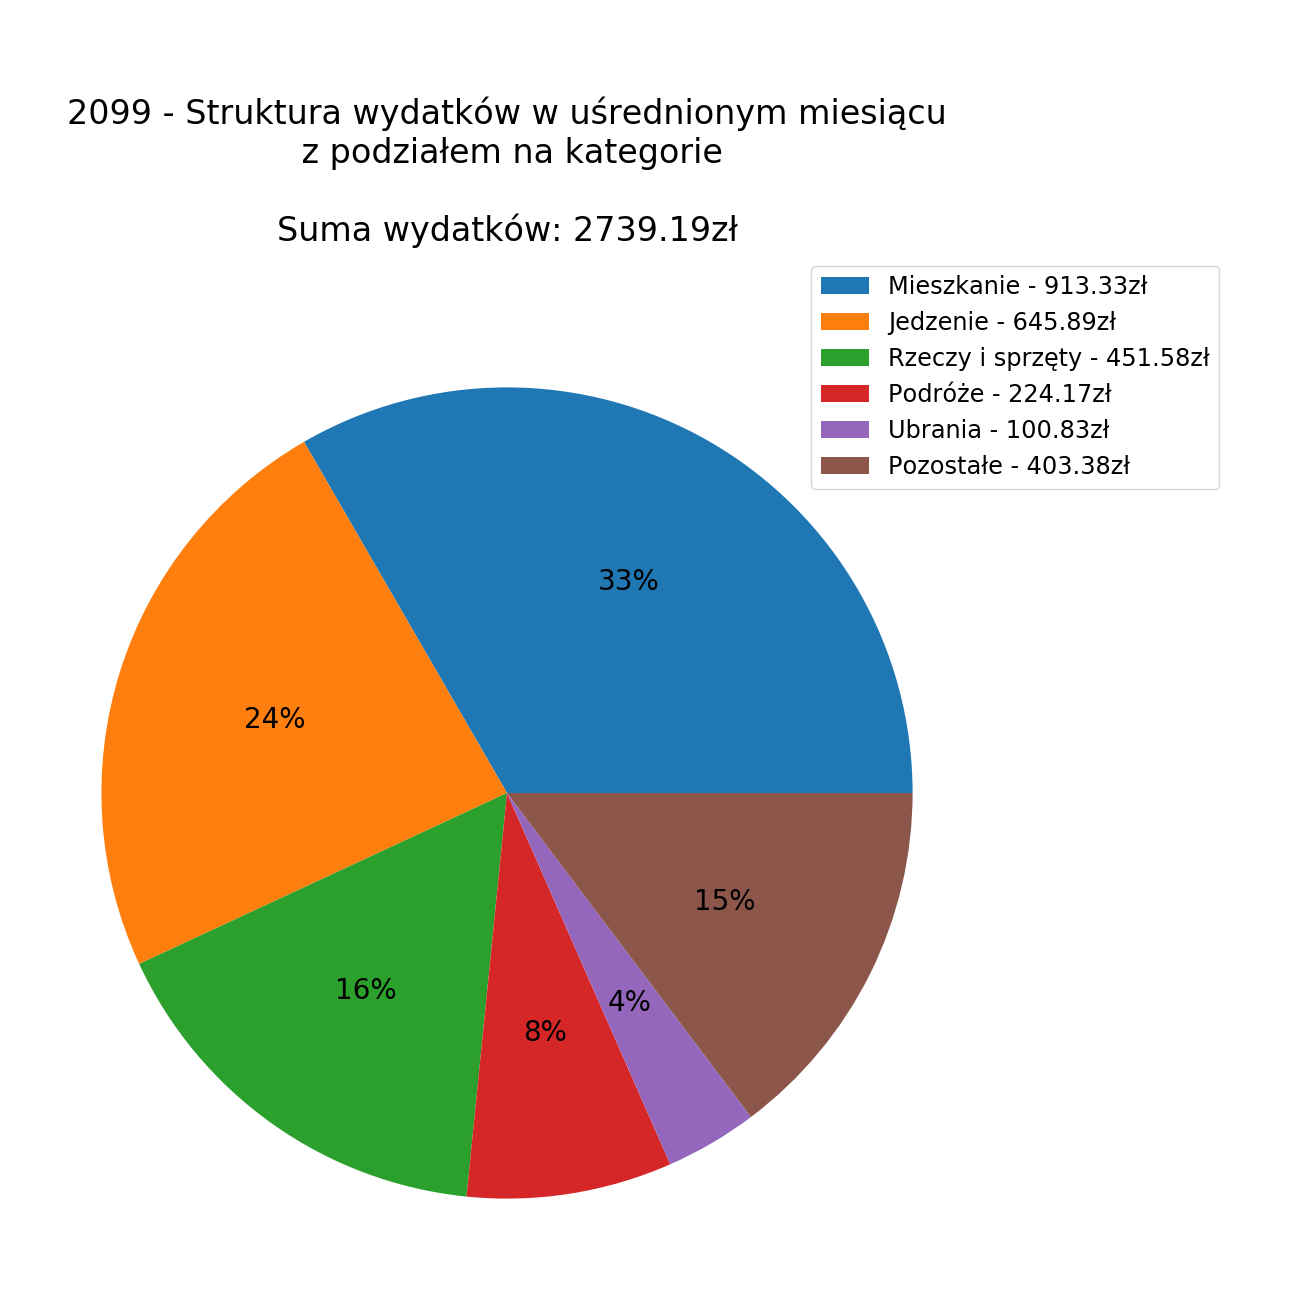 2099 - Struktura wydatków w uśrednionym miesiącu
z podziałem na kategorie
Suma wydatków: 2739.19zł
Mieszkanie - 913.33zł
Jedzenie - 645.89zł
Rzeczy i sprzęty - 451.58zł
Podróże - 224.17zł
Ubrania - 100.83zł
Pozostałe - 403.38zł
33%
24%
15%
16%
4%
8%